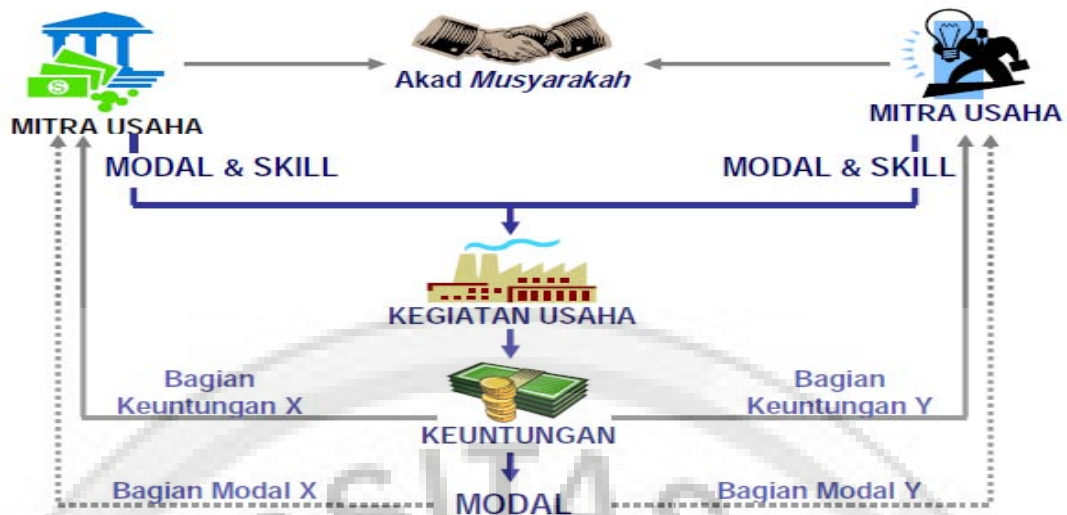 Akad Musyarakah
MITRA USAHA
MITRA USAHA
MODAL & SKILL
MODAL & SKILL
KEGIATAN USAHA
Bagian
Keuntungan X
Bagian
Keuntungan Y
KEUNTUNGAN
Bagian Modal X
MODAL
Bagian Modal Y